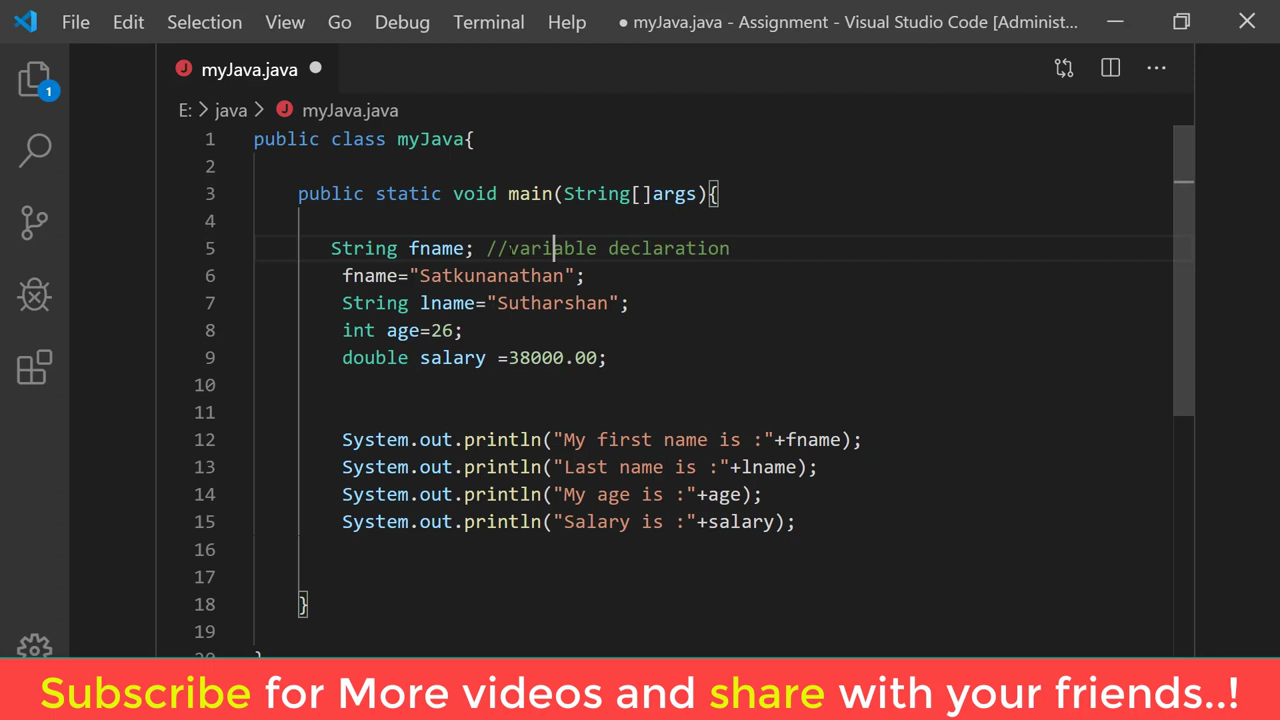 File Edit Selection View Go Debug Terminal Help ● myJava.java - Assignment - Visual Studio Code [Administ...
J myJava.java
1
E: > java > J myJava.java
1 public class myJava{
2
3 public static void main(String[]args){
4
5 String fname; //variable declaration
6 fname="Satkunanathan";
7 String lname="Sutharshan";
8 int age=26;
9 double salary =38000.00;
10
11
12 System.out.println("My first name is :"+fname);
13 System.out.println("Last name is :"+lname);
14 System.out.println("My age is :"+age);
15 System.out.println("Salary is :"+salary);
16
17
18 }
19
Subscribe for More videos and share with your friends..!